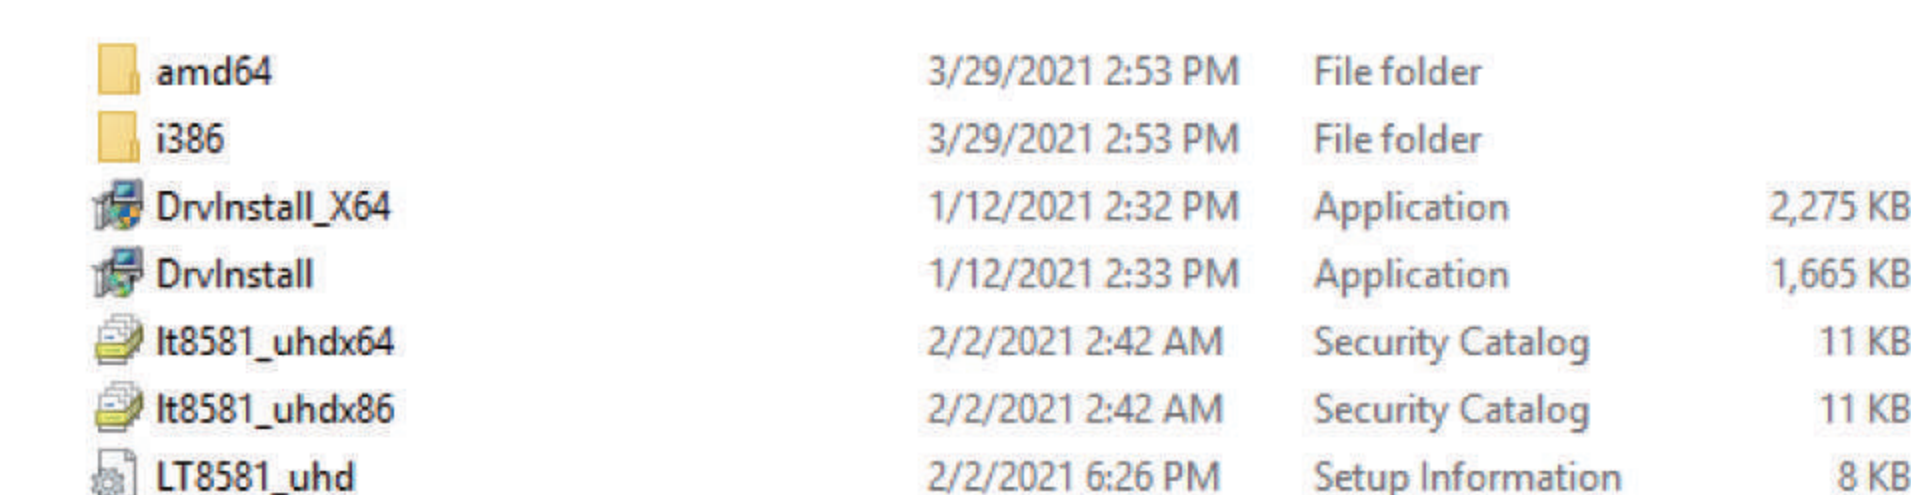 amd64 3/29/2021 2:53 PM File folder
i386 3/29/2021 2:53 PM File folder
DrvInstall_X64 1/12/2021 2:32 PM Application 2,275 KB
DrvInstall 1/12/2021 2:33 PM Application 1,665 KB
lt8581_uhdx64 2/2/2021 2:42 AM Security Catalog 11 KB
lt8581_uhdx86 2/2/2021 2:42 AM Security Catalog 11 KB
LT8581_uhd 2/2/2021 6:26 PM Setup Information 8 KB